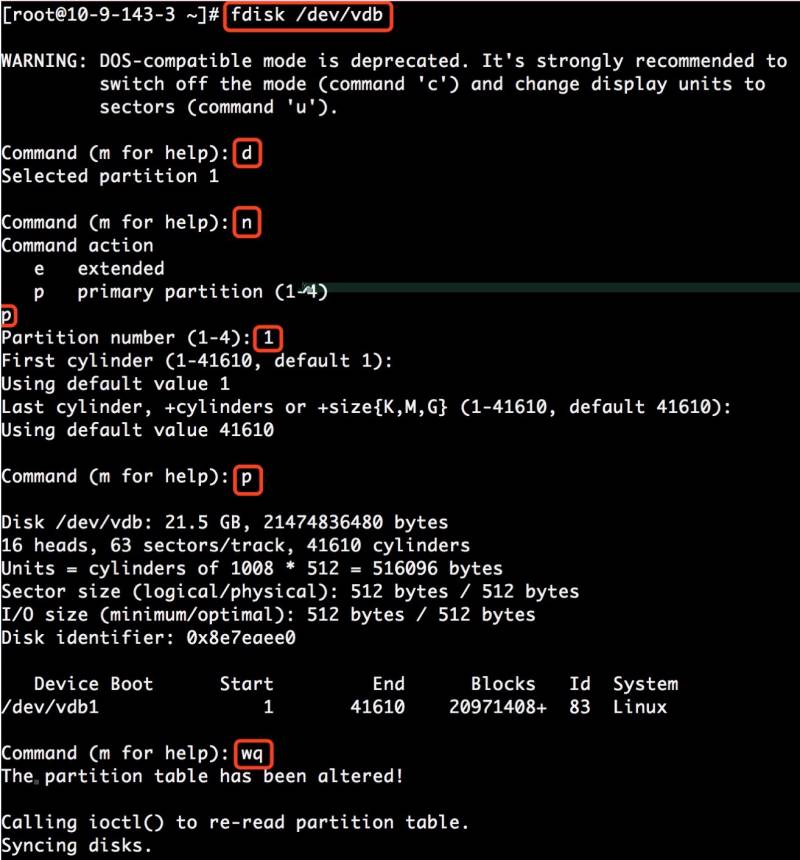 [root@10-9-143-3 ~]# fdisk /dev/vdb
WARNING: DOS-compatible mode is deprecated. It's strongly recommended to
switch off the mode (command 'c') and change display units to
sectors (command 'u').
Command (m for help): d
Selected partition 1
Command (m for help): n
Command action
e extended
p primary partition (1-4)
p
Partition number (1-4): 1
First cylinder (1-41610, default 1):
Using default value 1
Last cylinder, +cylinders or +size{K,M,G} (1-41610, default 41610):
Using default value 41610
Command (m for help): p
Disk /dev/vdb: 21.5 GB, 21474836480 bytes
16 heads, 63 sectors/track, 41610 cylinders
Units = cylinders of 1008 * 512 = 516096 bytes
Sector size (logical/physical): 512 bytes / 512 bytes
I/O size (minimum/optimal): 512 bytes / 512 bytes
Disk identifier: 0x8e7eaee0
Device Boot Start End Blocks Id System
/dev/vdb1 1 41610 20971408+ 83 Linux
Command (m for help): wq
The partition table has been altered!
Calling ioctl() to re-read partition table.
Syncing disks.